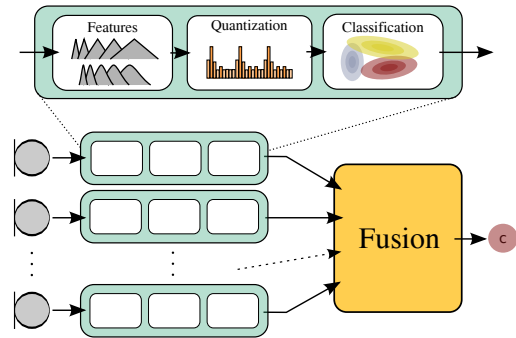 Features
Quantization
Classification
Fusion
C